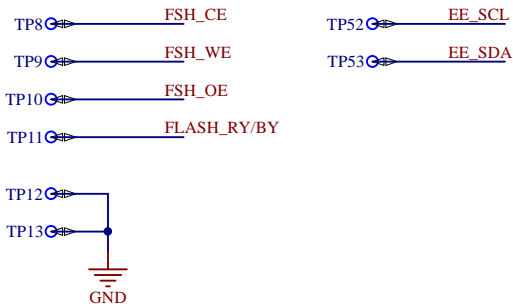 TP8 FSH_CE
TP9 FSH_WE
TP10 FSH_OE
TP11 FLASH_RY/BY
TP12
TP13
GND
TP52 EE_SCL
TP53 EE_SDA